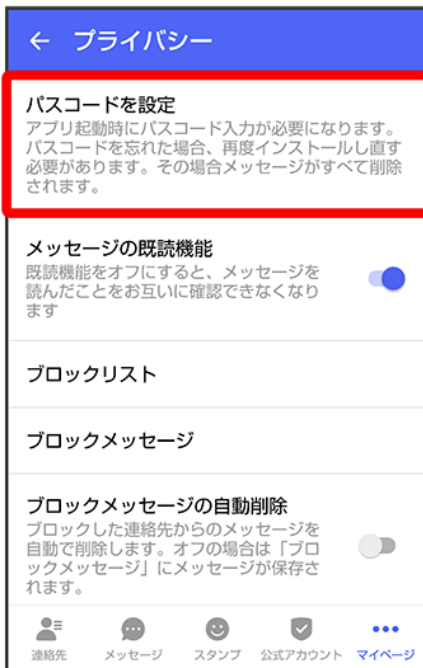 ← プライバシー
パスコードを設定
アプリ起動時にパスコード入力が必要になります。
パスコードを忘れた場合、再度インストールし直す
必要があります。その場合メッセージがすべて削除
されます。
メッセージの既読機能
既読機能をオフにすると、メッセージを
読んだことをお互いに確認できなくなり
ます
ブロックリスト
ブロックメッセージ
ブロックメッセージの自動削除
ブロックした連絡先からのメッセージを
自動で削除します。オフの場合は「ブロ
ックメッセージ」にメッセージが保存さ
れます。
連絡先 メッセージ スタンプ 公式アカウント マイページ